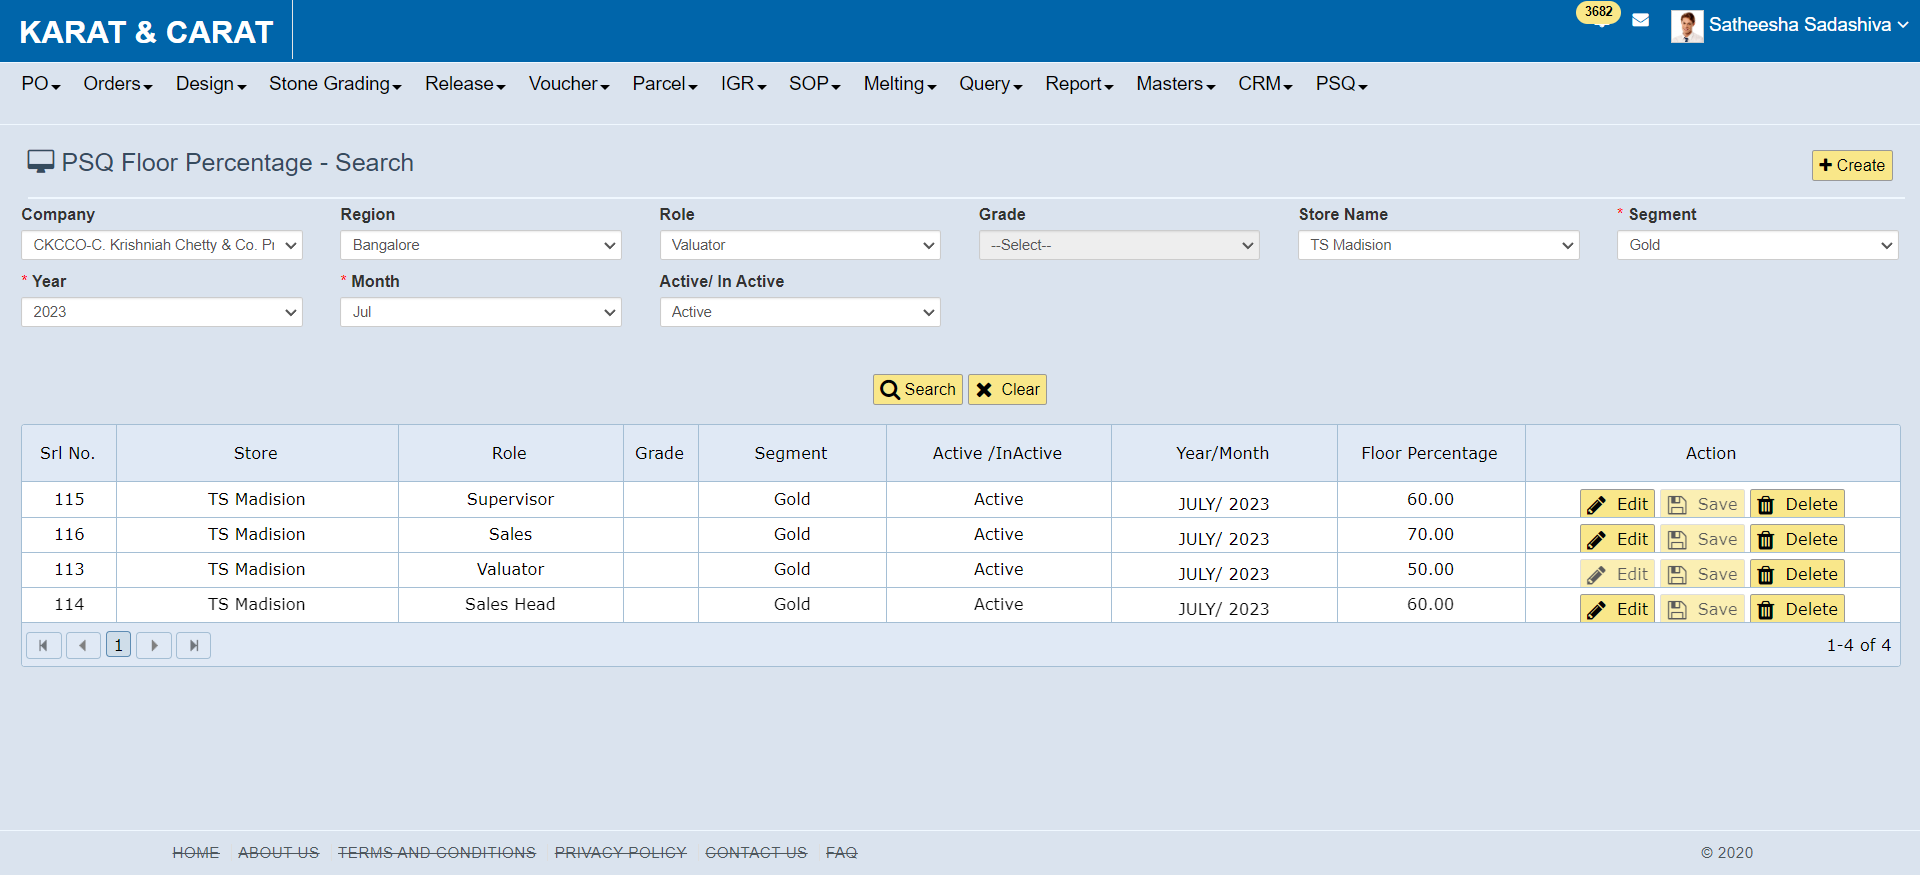 KARAT & CARAT
3682
Satheesha Sadashiva
PO Orders Design Stone Grading Release Voucher Parcel IGR SOP Melting Query Report Masters CRM PSQ
PSQ Floor Percentage - Search
Create
Company Region Role Grade Store Name * Segment
CKCCO-C. Krishniah Chetty & Co. Pr Bangalore Valuator --Select-- TS Madision Gold
* Year * Month Active/ In Active
2023 Jul Active
Search Clear
Srl No. Store Role Grade Segment Active /InActive Year/Month Floor Percentage Action
115 TS Madision Supervisor Gold Active JULY/ 2023 60.00 Edit Save Delete
116 TS Madision Sales Gold Active JULY/ 2023 70.00 Edit Save Delete
113 TS Madision Valuator Gold Active JULY/ 2023 50.00 Edit Save Delete
114 TS Madision Sales Head Gold Active JULY/ 2023 60.00 Edit Save Delete
1 1-4 of 4
HOME ABOUT US TERMS AND CONDITIONS PRIVACY POLICY CONTACT US FAQ © 2020